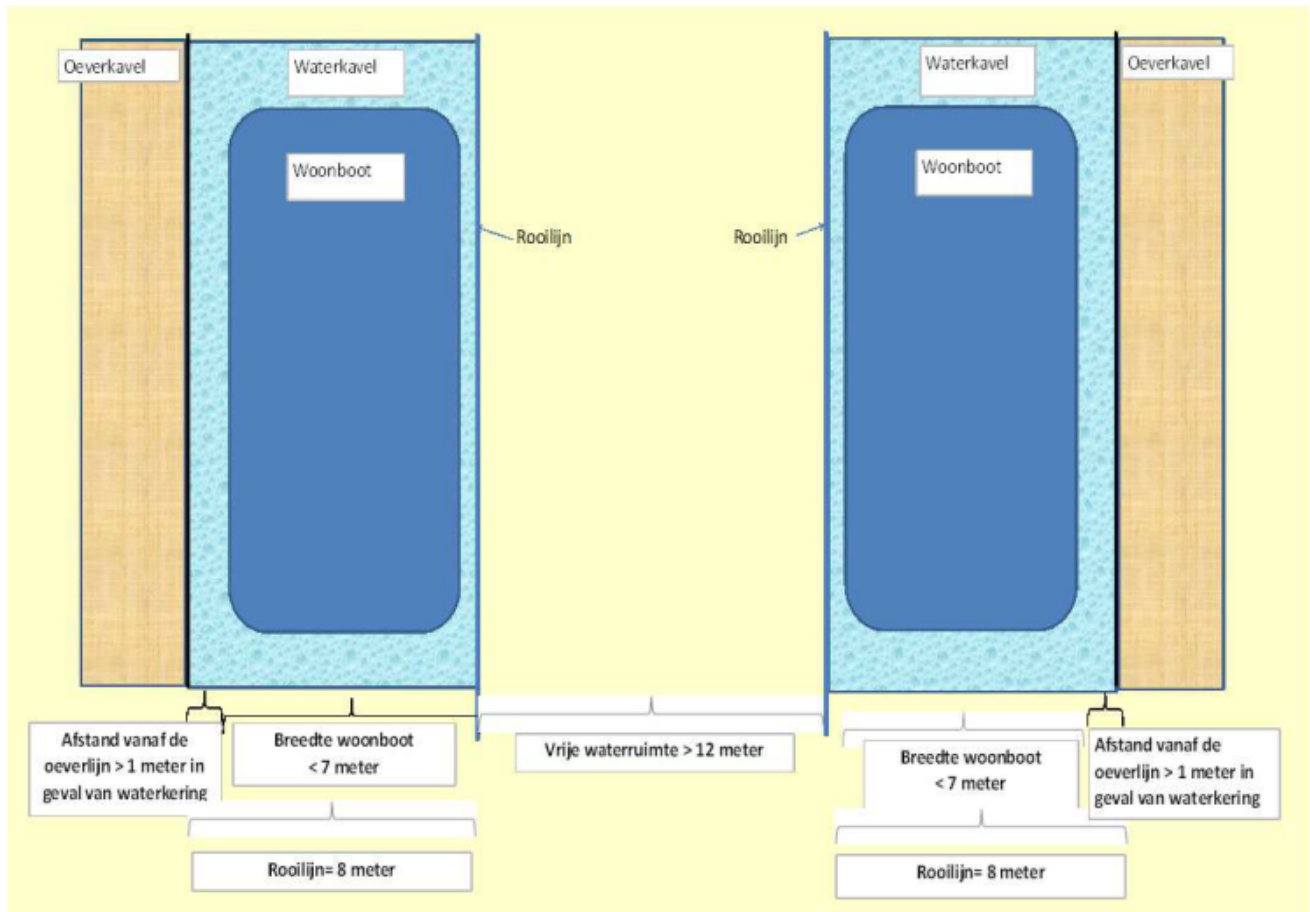 Oeverkavel
Waterkavel
Waterkavel
Oeverkavel
Woonboot
Woonboot
Rooilijn
Rooilijn
Afstand vanaf de
oeverlijn > 1 meter in
geval van waterkering
Breedte woonboot
< 7 meter
Vrije waterruimte > 12 meter
Breedte woonboot
< 7 meter
Afstand vanaf de
oeverlijn > 1 meter in
geval van waterkering
Rooilijn= 8 meter
Rooilijn= 8 meter